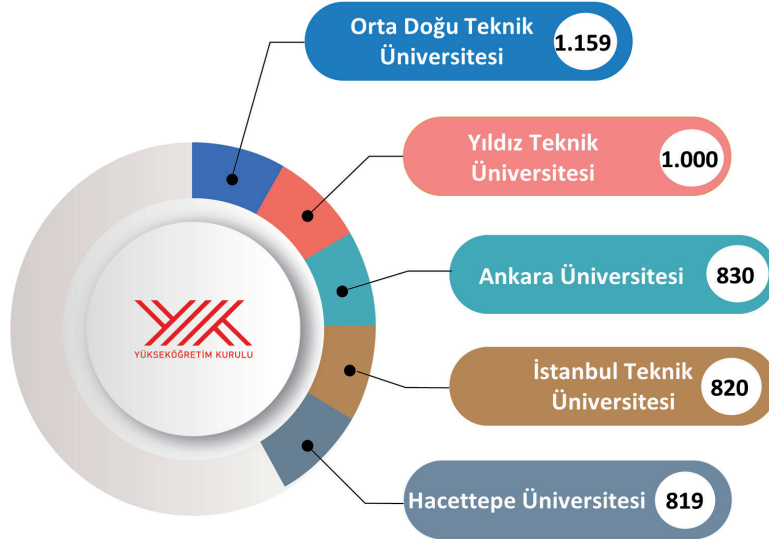 Orta Doğu Teknik
Üniversitesi
1.159
Yıldız Teknik
Üniversitesi
1.000
Ankara Üniversitesi
830
YÜKSEKÖĞRETİM KURULU
İstanbul Teknik
Üniversitesi
820
Hacettepe Üniversitesi
819